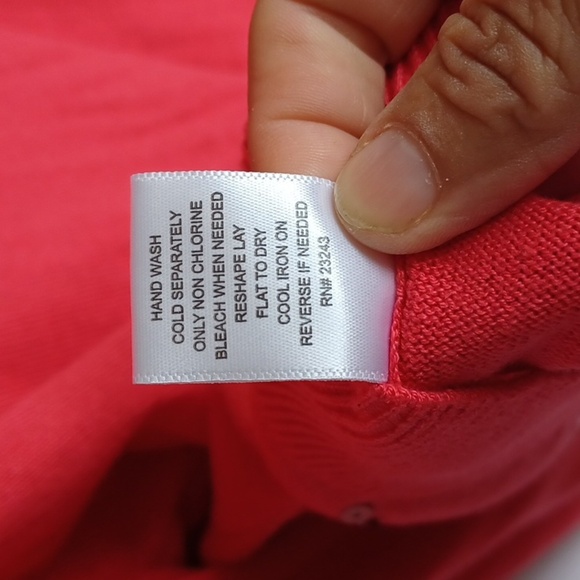 HAND WASH
COLD SEPARATELY
ONLY NON CHLORINE
BLEACH WHEN NEEDED
RESHAPE LAY
FLAT TO DRY
COOL IRON ON
REVERSE IF NEEDED
RN# 23243